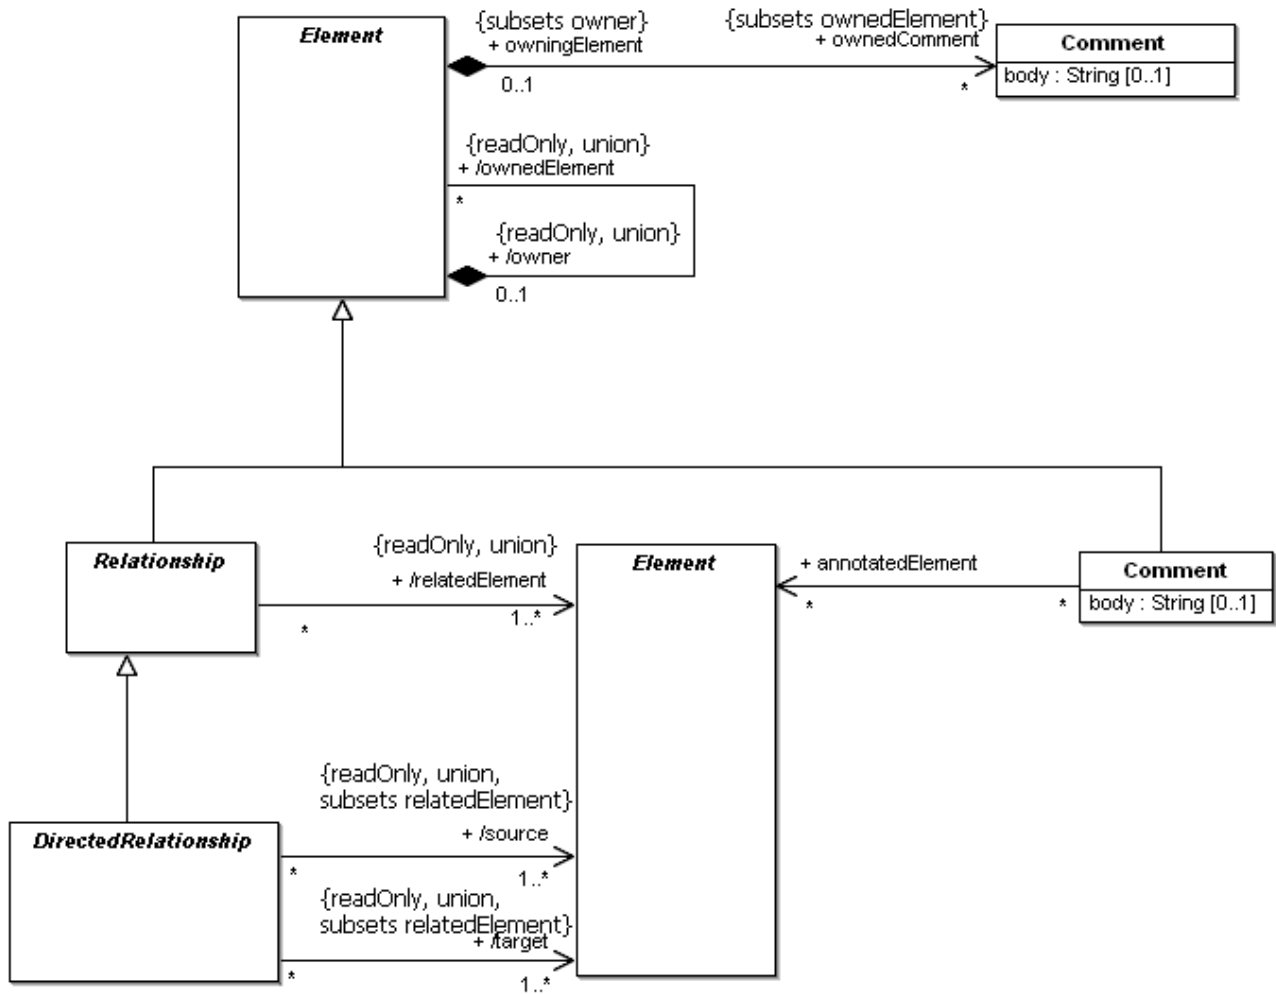 Element
{subsets owner}
+ owningElement
0..1
{subsets ownedElement}
+ ownedComment
*
Comment
body : String [0..1]
{readOnly, union}
+ /ownedElement
*
{readOnly, union}
+ /owner
0..1
Relationship
{readOnly, union}
+ /relatedElement
*
1..*
Element
+ annotatedElement
*
*
Comment
body : String [0..1]
DirectedRelationship
{readOnly, union,
subsets relatedElement}
+ /source
*
1..*
{readOnly, union,
subsets relatedElement}
+ /target
*
1..*